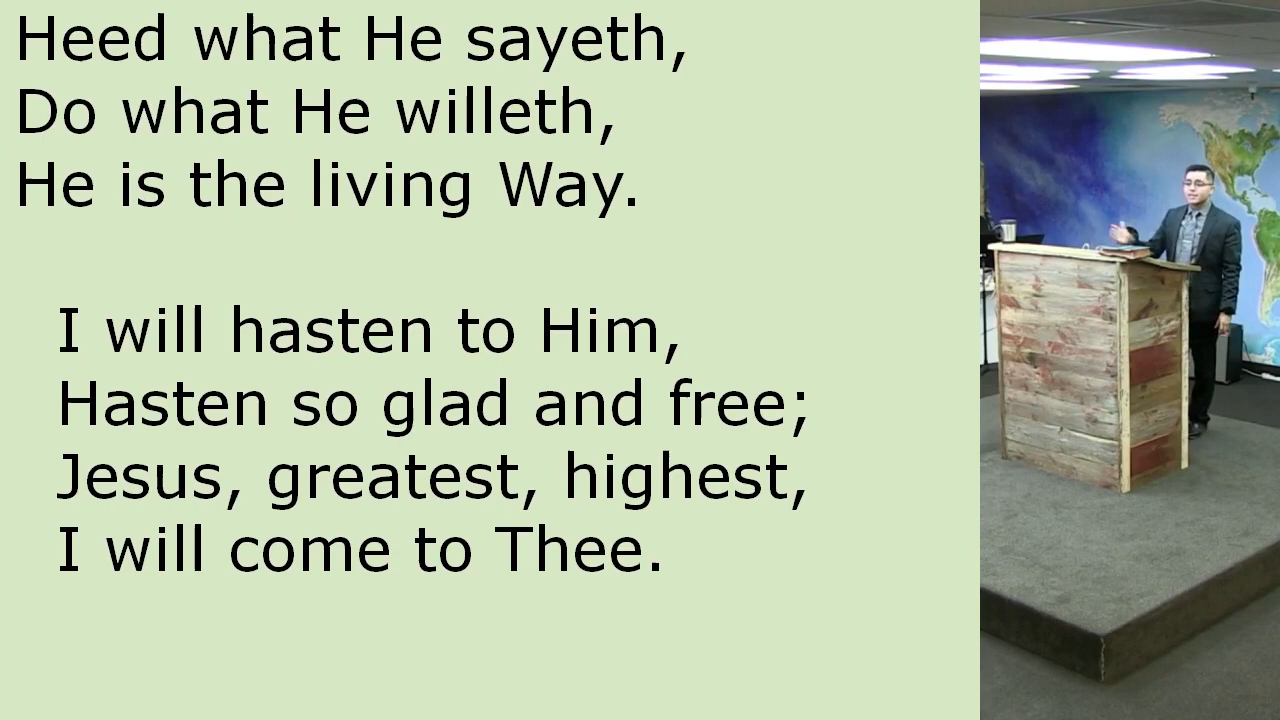 Heed what He sayeth,
Do what He willeth,
He is the living Way.
I will hasten to Him,
Hasten so glad and free;
Jesus, greatest, highest,
I will come to Thee.